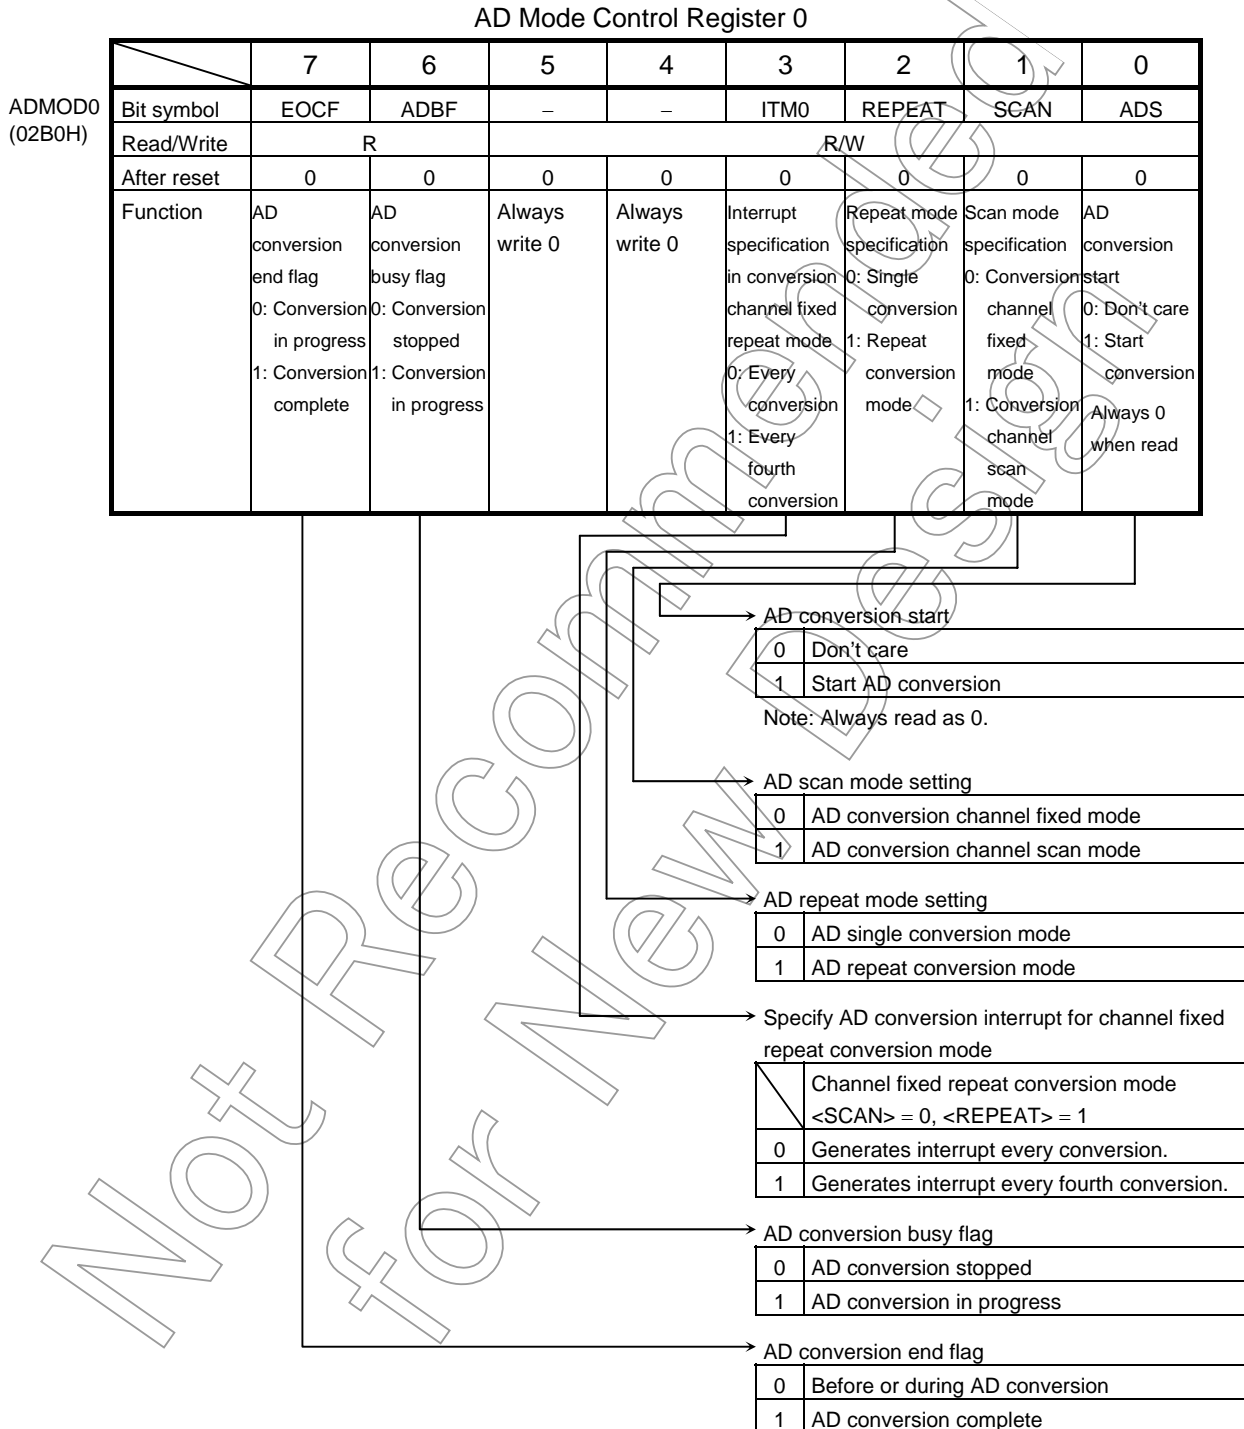 AD Mode Control Register 0
7 6 5 4 3 2 1 0
ADMOD0
(02B0H)
Bit symbol EOCF ADBF – – ITM0 REPEAT SCAN ADS
Read/Write R R/W
After reset 0 0 0 0 0 0 0 0
Function
AD
conversion
end flag
0: Conversion
in progress
1: Conversion
complete
AD
conversion
busy flag
0: Conversion
stopped
1: Conversion
in progress
Always
write 0
Always
write 0
Interrupt
specification
in conversion
channel fixed
repeat mode
0: Every
conversion
1: Every
fourth
conversion
Repeat mode
specification
0: Single
conversion
1: Repeat
conversion
mode
Scan mode
specification
0: Conversion
channel
fixed
mode
1: Conversion
channel
scan
mode
AD
conversion
start
0: Don't care
1: Start
conversion
Always 0
when read
AD conversion start
0 Don't care
1 Start AD conversion
Note: Always read as 0.
AD scan mode setting
0 AD conversion channel fixed mode
1 AD conversion channel scan mode
AD repeat mode setting
0 AD single conversion mode
1 AD repeat conversion mode
Specify AD conversion interrupt for channel fixed
repeat conversion mode
Channel fixed repeat conversion mode
<SCAN> = 0, <REPEAT> = 1
0 Generates interrupt every conversion.
1 Generates interrupt every fourth conversion.
AD conversion busy flag
0 AD conversion stopped
1 AD conversion in progress
AD conversion end flag
0 Before or during AD conversion
1 AD conversion complete
Not Recommended
for New Design